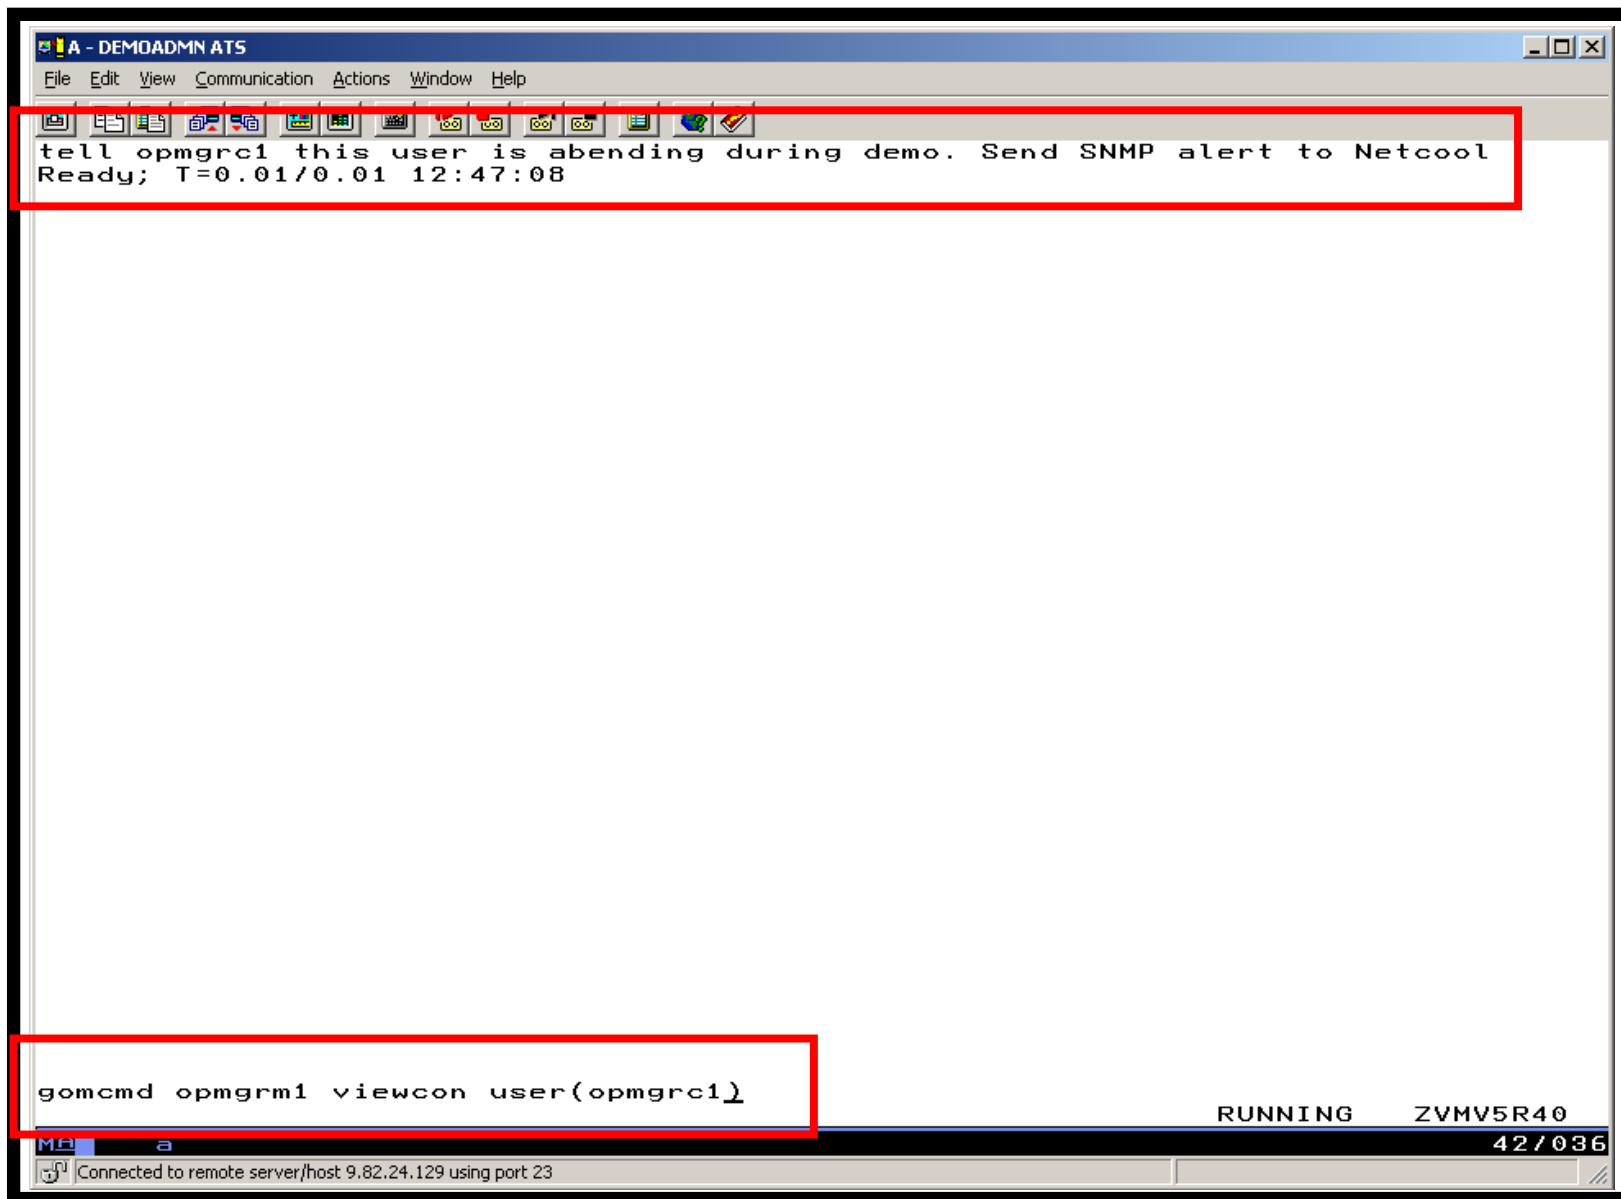 A - DEMOADMN ATS
File Edit View Communication Actions Window Help
tell opmgrc1 this user is abending during demo. Send SNMP alert to Netcool
Ready; T=0.01/0.01 12:47:08
gomcmd opmgrm1 viewcon user(opmgrc1)
RUNNING ZVMV5R40
MA a 42/036
Connected to remote server/host 9.82.24.129 using port 23